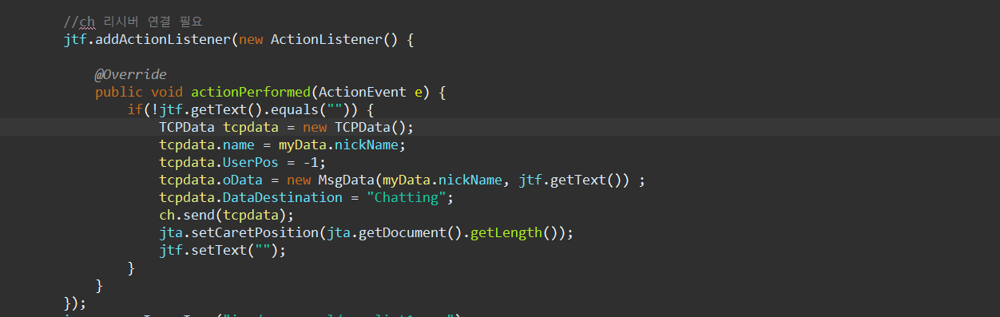 //ch 리시버 연결 필요
jtf.addActionListener(new ActionListener() {
@Override
public void actionPerformed(ActionEvent e) {
if(!jtf.getText().equals("")) {
TCPData tcpdata = new TCPData();
tcpdata.name = myData.nickName;
tcpdata.UserPos = -1;
tcpdata.oData = new MsgData(myData.nickName, jtf.getText()) ;
tcpdata.DataDestination = "Chatting";
ch.send(tcpdata);
jta.setCaretPosition(jta.getDocument().getLength());
jtf.setText("");
}
}
});